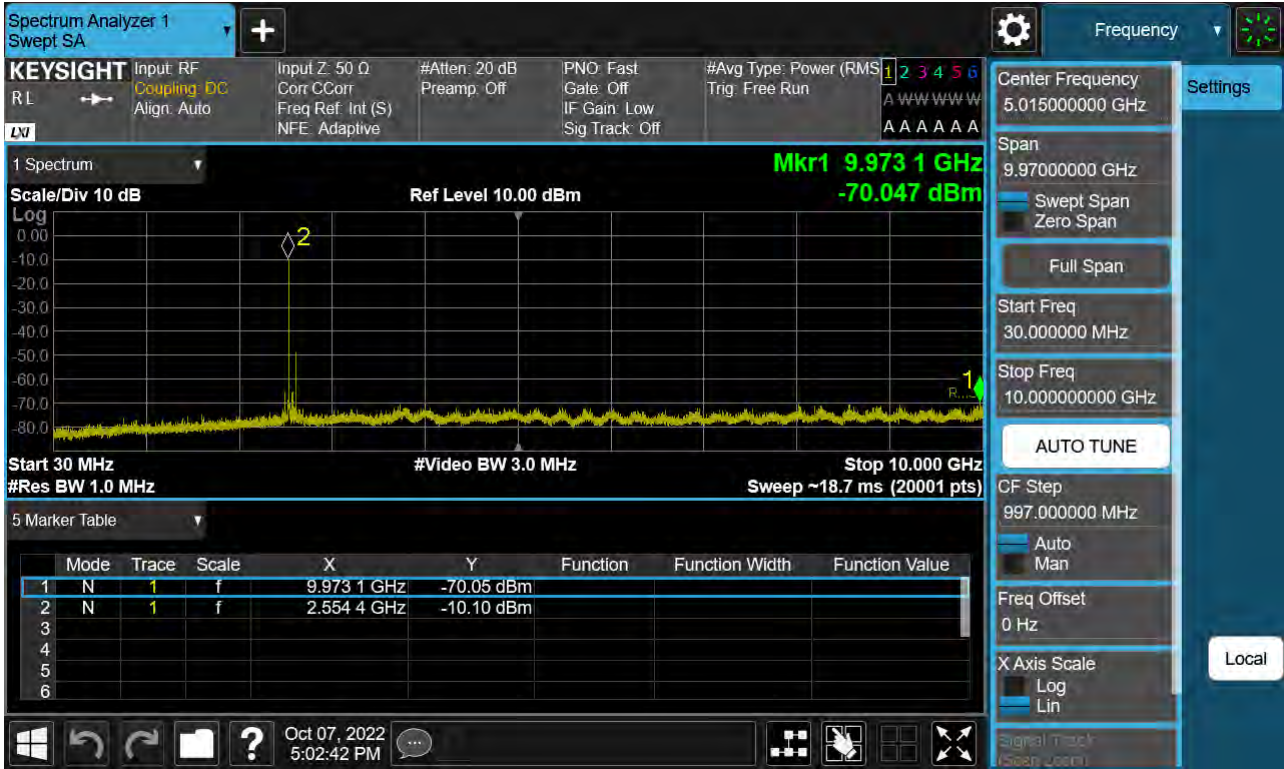 Spectrum Analyzer 1
Swept SA
Frequency
KEYSIGHT
RL
LXI
Input: RF
Coupling: DC
Align: Auto
Input Z: 50 Ω
Corr CCorr
Freq Ref: Int (S)
NFE: Adaptive
#Atten: 20 dB
Preamp: Off
PNO: Fast
Gate: Off
IF Gain: Low
Sig Track: Off
#Avg Type: Power (RMS
Trig: Free Run
1 2 3 4 5 6
A W W W W W
A A A A A A
1 Spectrum
Scale/Div 10 dB
Ref Level 10.00 dBm
Mkr1 9.973 1 GHz
-70.047 dBm
Log
0.00
-10.0
-20.0
-30.0
-40.0
-50.0
-60.0
-70.0
-80.0
2
1
Start 30 MHz
#Video BW 3.0 MHz
Stop 10.000 GHz
#Res BW 1.0 MHz
Sweep ~18.7 ms (20001 pts)
5 Marker Table
Mode Trace Scale X Y Function Function Width Function Value
1 N 1 f 9.973 1 GHz -70.05 dBm
2 N 1 f 2.554 4 GHz -10.10 dBm
3
4
5
6
Oct 07, 2022
5:02:42 PM
Center Frequency
5.015000000 GHz
Span
9.97000000 GHz
Swept Span
Zero Span
Full Span
Start Freq
30.000000 MHz
Stop Freq
10.000000000 GHz
AUTO TUNE
CF Step
997.000000 MHz
Auto
Man
Freq Offset
0 Hz
X Axis Scale
Log
Lin
Signal Track
(Span Zoom)
Settings
Local